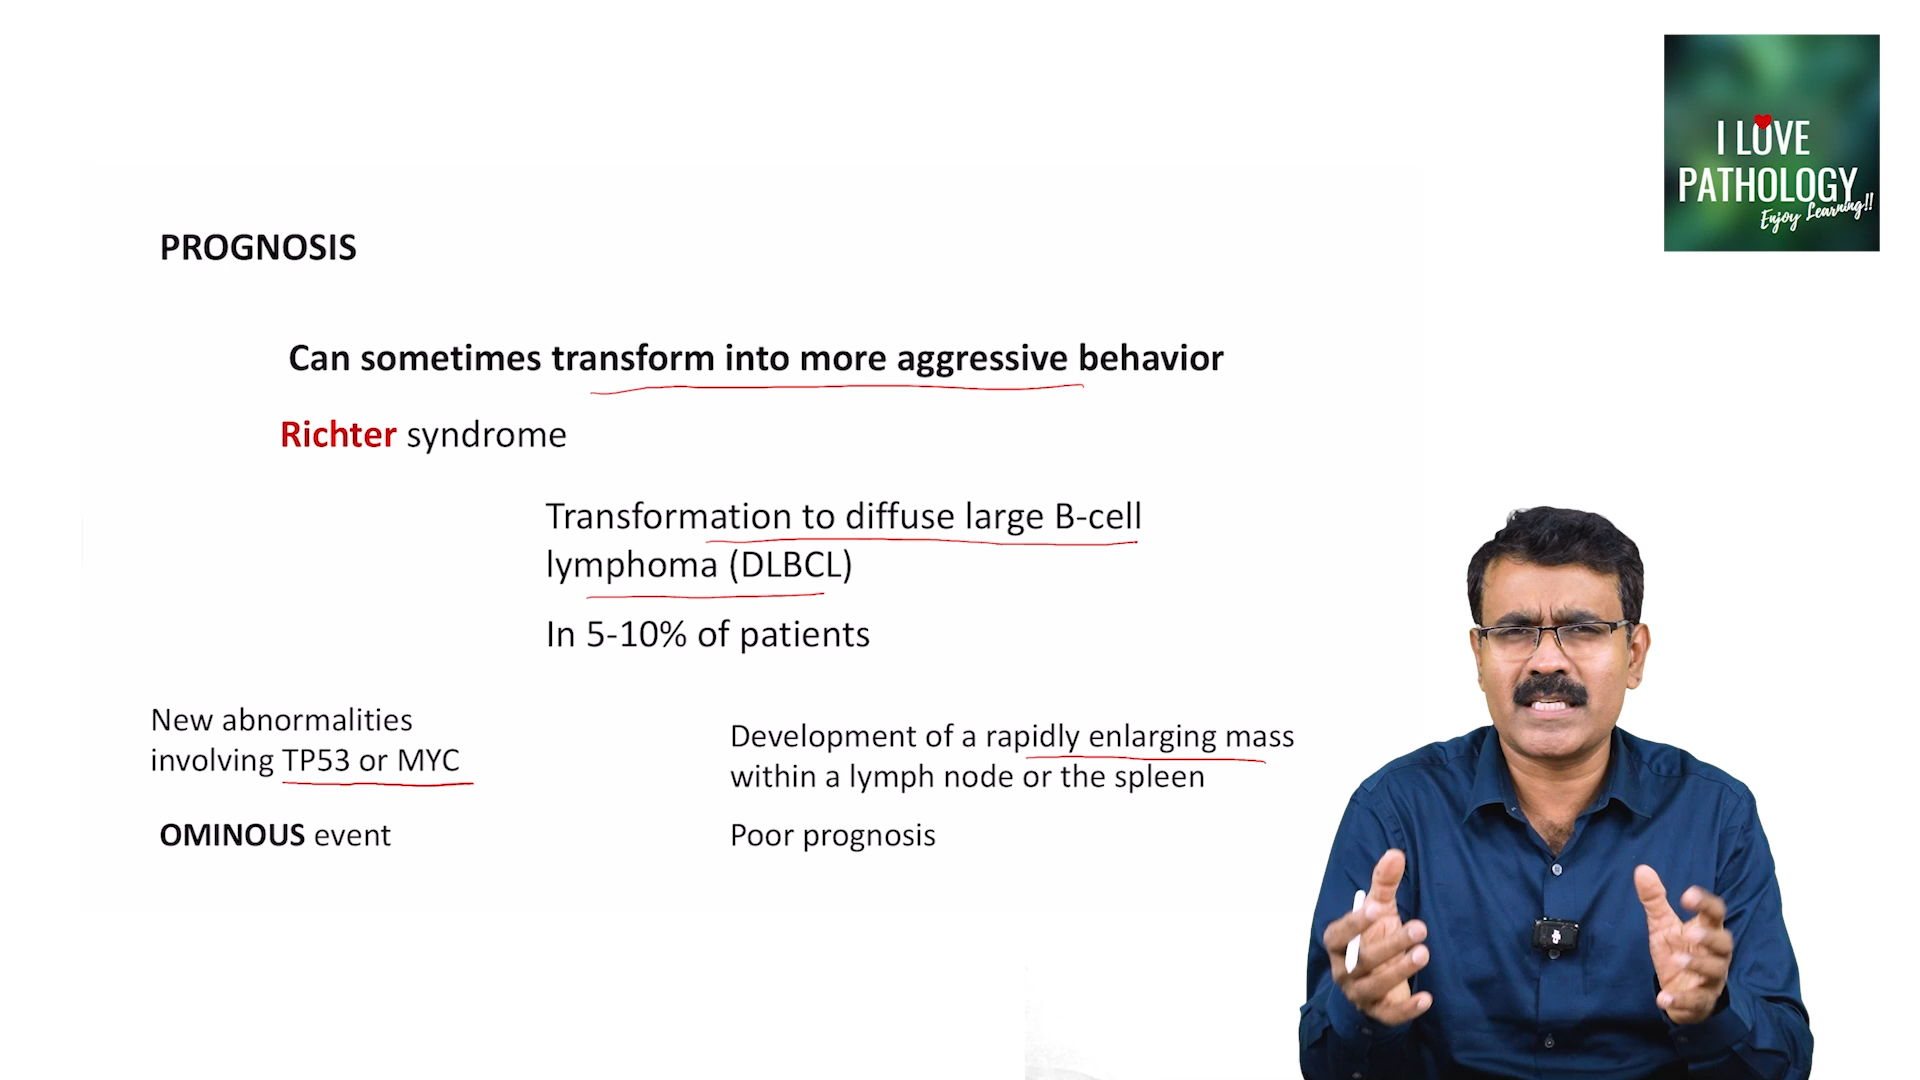 I LOVE
PATHOLOGY
Enjoy Learning!!
PROGNOSIS
Can sometimes transform into more aggressive behavior
Richter syndrome
Transformation to diffuse large B-cell
lymphoma (DLBCL)
In 5-10% of patients
New abnormalities
involving TP53 or MYC
OMINOUS event
Development of a rapidly enlarging mass
within a lymph node or the spleen
Poor prognosis